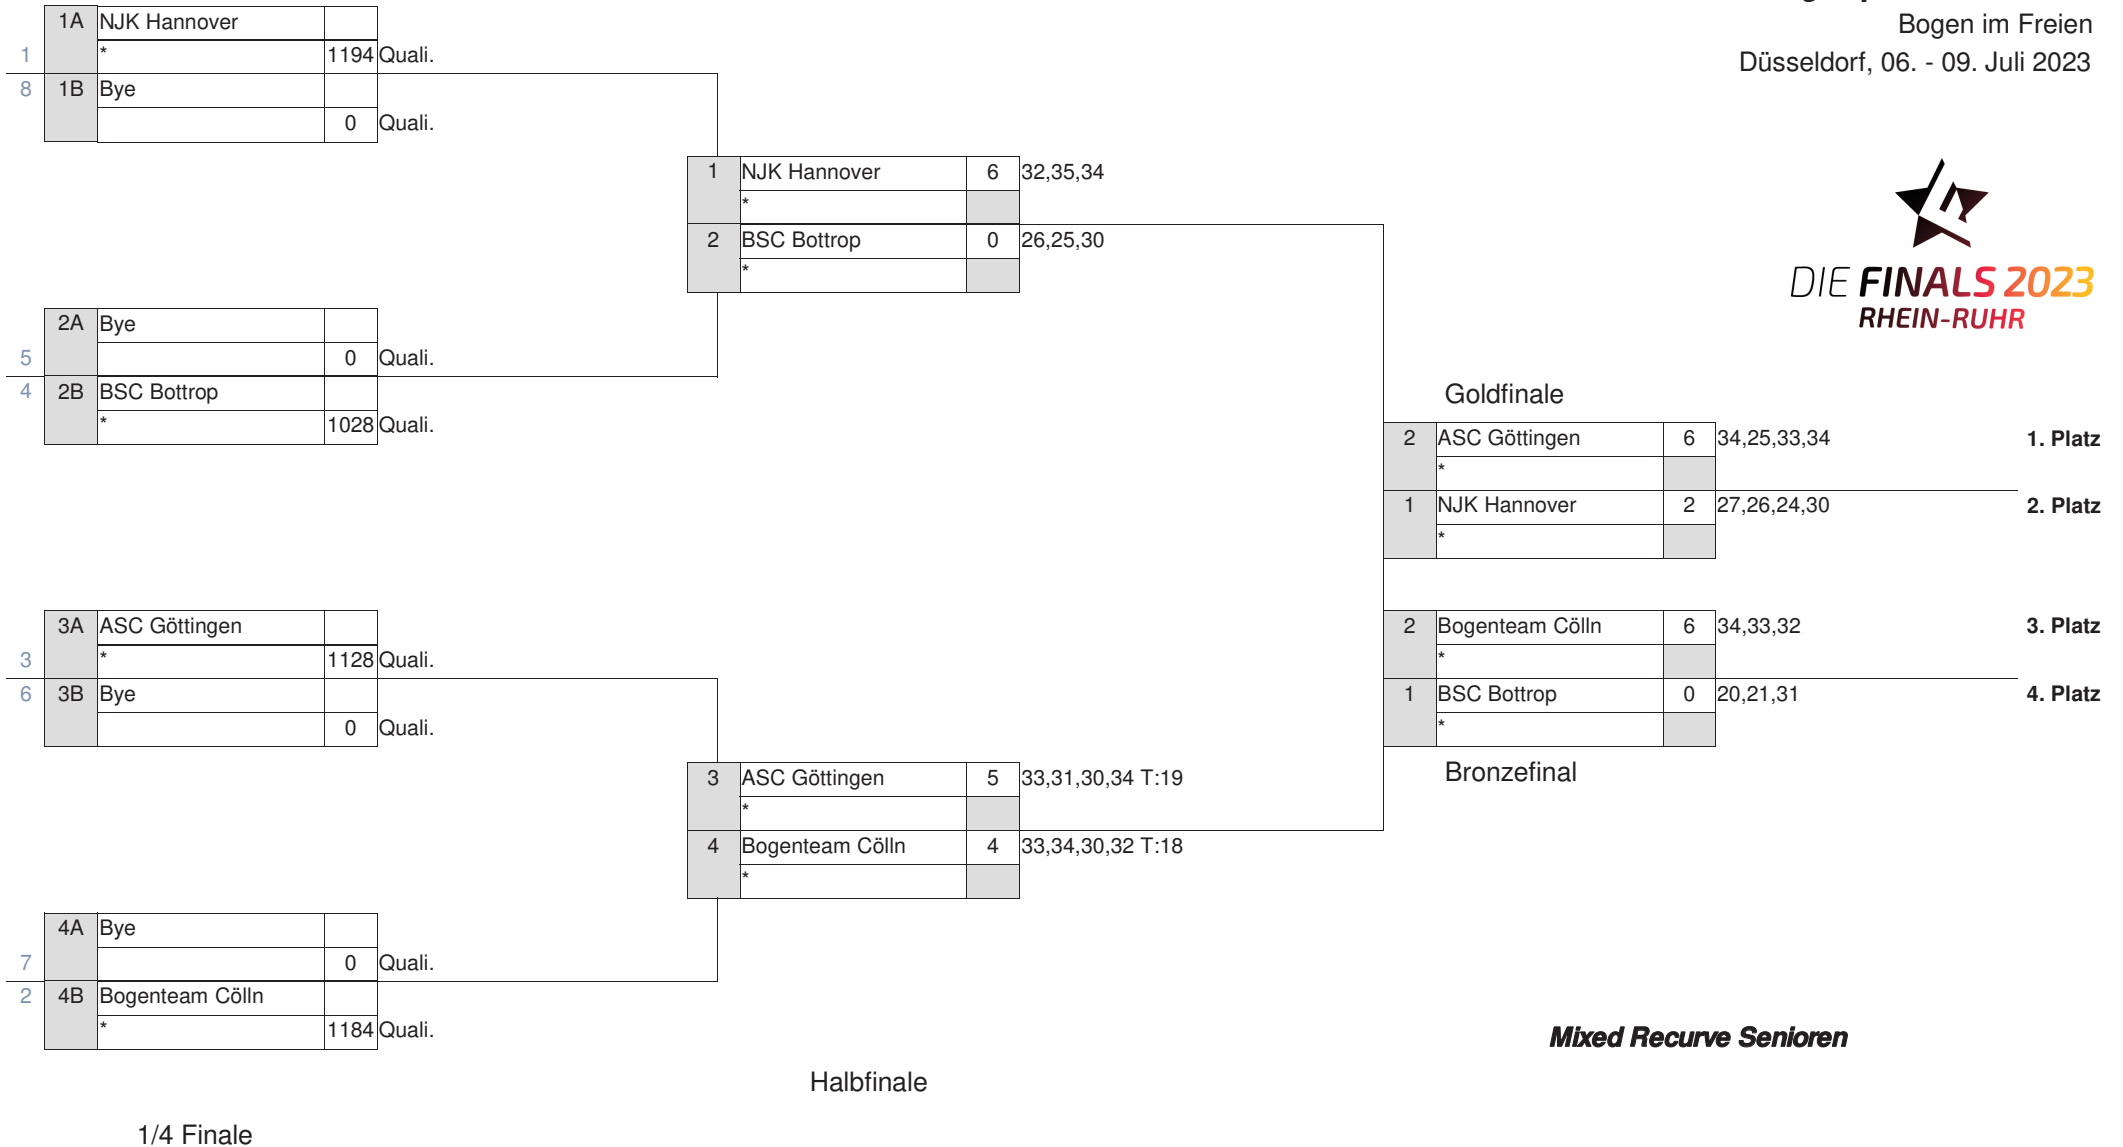 Bogen im Freien
Düsseldorf, 06. - 09. Juli 2023
DIE FINALS 2023
RHEIN-RUHR
1A NJK Hannover
1 * 1194 Quali.
8 1B Bye
0 Quali.
2A Bye
5 0 Quali.
4 2B BSC Bottrop
* 1028 Quali.
3A ASC Göttingen
3 * 1128 Quali.
6 3B Bye
0 Quali.
4A Bye
7 0 Quali.
2 4B Bogenteam Cölln
* 1184 Quali.
1/4 Finale
1 NJK Hannover 6 32,35,34
*
2 BSC Bottrop 0 26,25,30
*
3 ASC Göttingen 5 33,31,30,34 T:19
*
4 Bogenteam Cölln 4 33,34,30,32 T:18
*
Halbfinale
Goldfinale
2 ASC Göttingen 6 34,25,33,34 1. Platz
*
1 NJK Hannover 2 27,26,24,30 2. Platz
*
2 Bogenteam Cölln 6 34,33,32 3. Platz
*
1 BSC Bottrop 0 20,21,31 4. Platz
*
Bronzefinal
Mixed Recurve Senioren